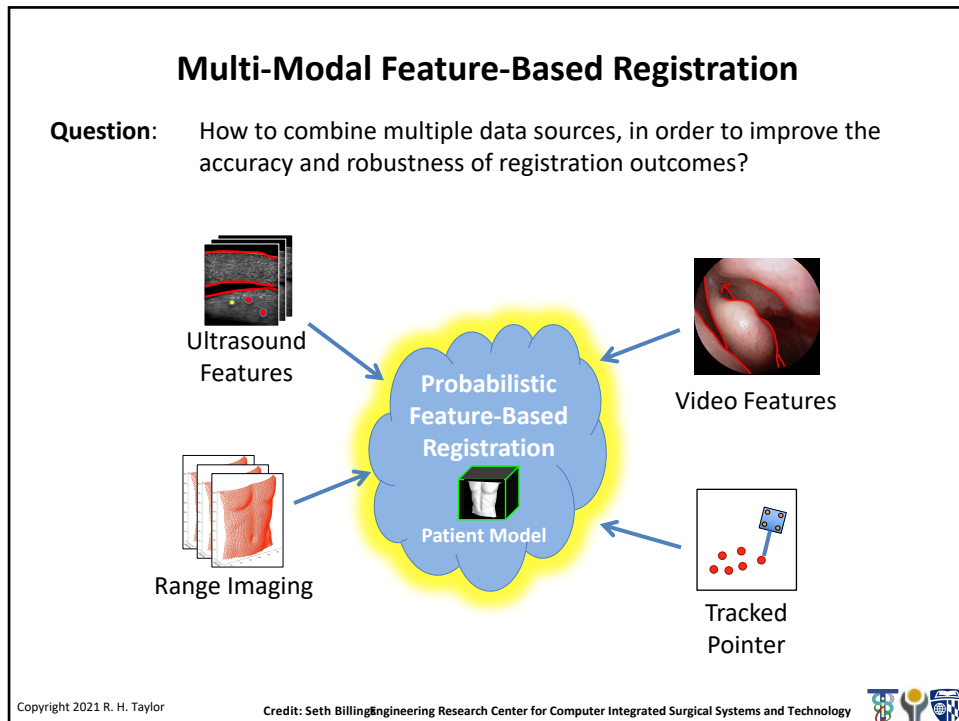 Multi-Modal Feature-Based Registration
Question: How to combine multiple data sources, in order to improve the
accuracy and robustness of registration outcomes?
Ultrasound
Features
Video Features
Probabilistic
Feature-Based
Registration
Patient Model
Range Imaging
Tracked
Pointer
Copyright 2021 R. H. Taylor
Credit: Seth Billings
Engineering Research Center for Computer Integrated Surgical Systems and Technology